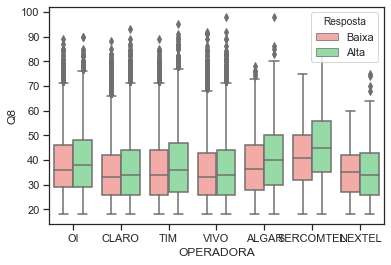 100
90
80
70
60
50
40
30
20
Q8
Resposta
Baixa
Alta
OI CLARO TIM VIVO ALGAR SERCOMTEL NEXTEL
OPERADORA